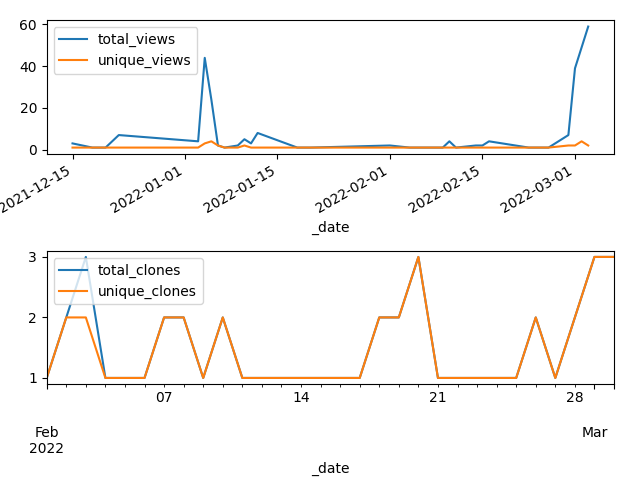 60
40
20
0
total_views
unique_views
2021-12-15
2022-01-01
2022-01-15
2022-02-01
2022-02-15
2022-03-01
_date
3
2
1
total_clones
unique_clones
07
14
21
28
Feb
2022
Mar
_date